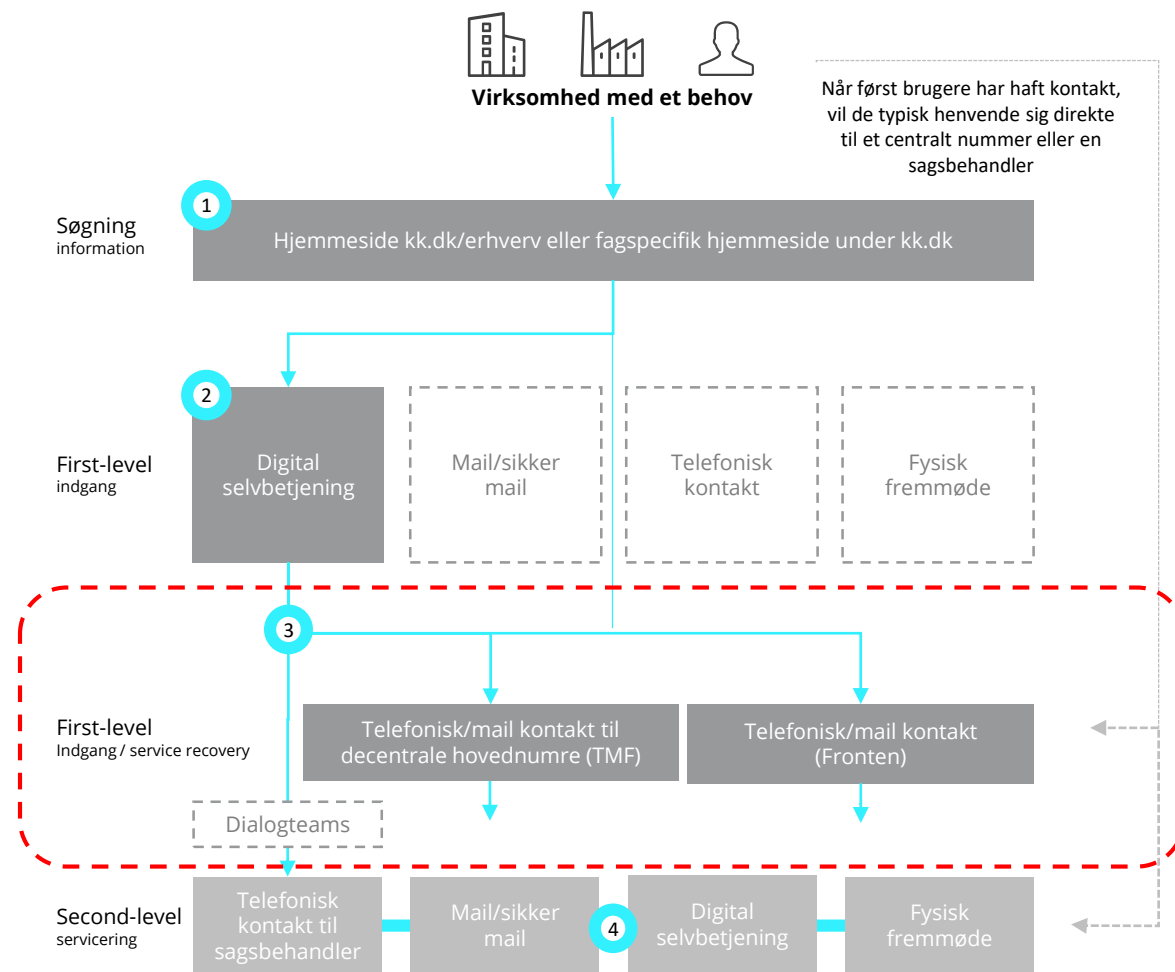 Virksomhed med et behov
Når først brugere har haft kontakt,
vil de typisk henvende sig direkte
til et centralt nummer eller en
sagsbehandler
Søgning
information
1
Hjemmeside kk.dk/erhverv eller fagspecifik hjemmeside under kk.dk
First-level
indgang
2
Digital
selvbetjening
Mail/sikker
mail
Telefonisk
kontakt
Fysisk
fremmøde
3
First-level
Indgang / service recovery
Telefonisk/mail kontakt til
decentrale hovednumre (TMF)
Telefonisk/mail kontakt
(Fronten)
Dialogteams
Second-level
servicering
Telefonisk
kontakt til
sagsbehandler
Mail/sikker
mail
4
Digital
selvbetjening
Fysisk
fremmøde